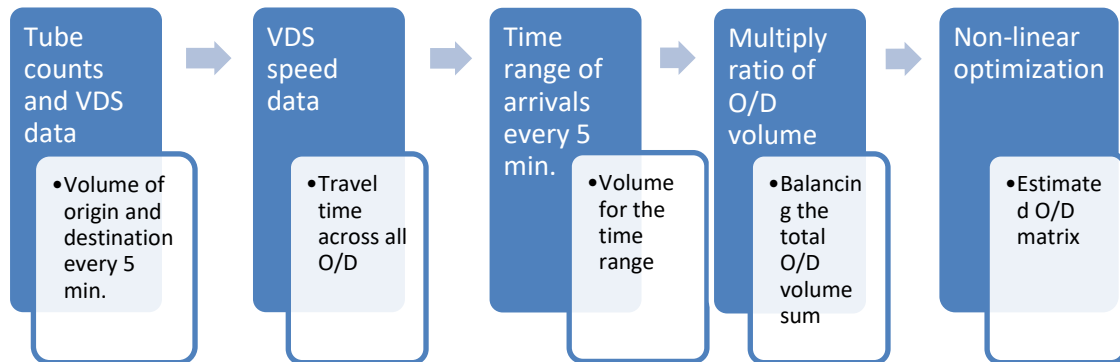 Tube
counts
and VDS
data
•Volume of
origin and
destination
every 5
min.
VDS
speed
data
•Travel
time
across all
O/D
Time
range of
arrivals
every 5
min.
•Volume
for the
time
range
Multiply
ratio of
O/D
volume
•Balancin
g the
total
O/D
volume
sum
Non-linear
optimization
•Estimate
d O/D
matrix